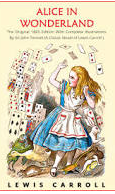 ALICE IN
WONDERLAND
The Original 1865 Edition With Complete Illustrations
By Sir John Tenniel (A Classic Novel of Lewis Carroll)
LEWIS CARROLL